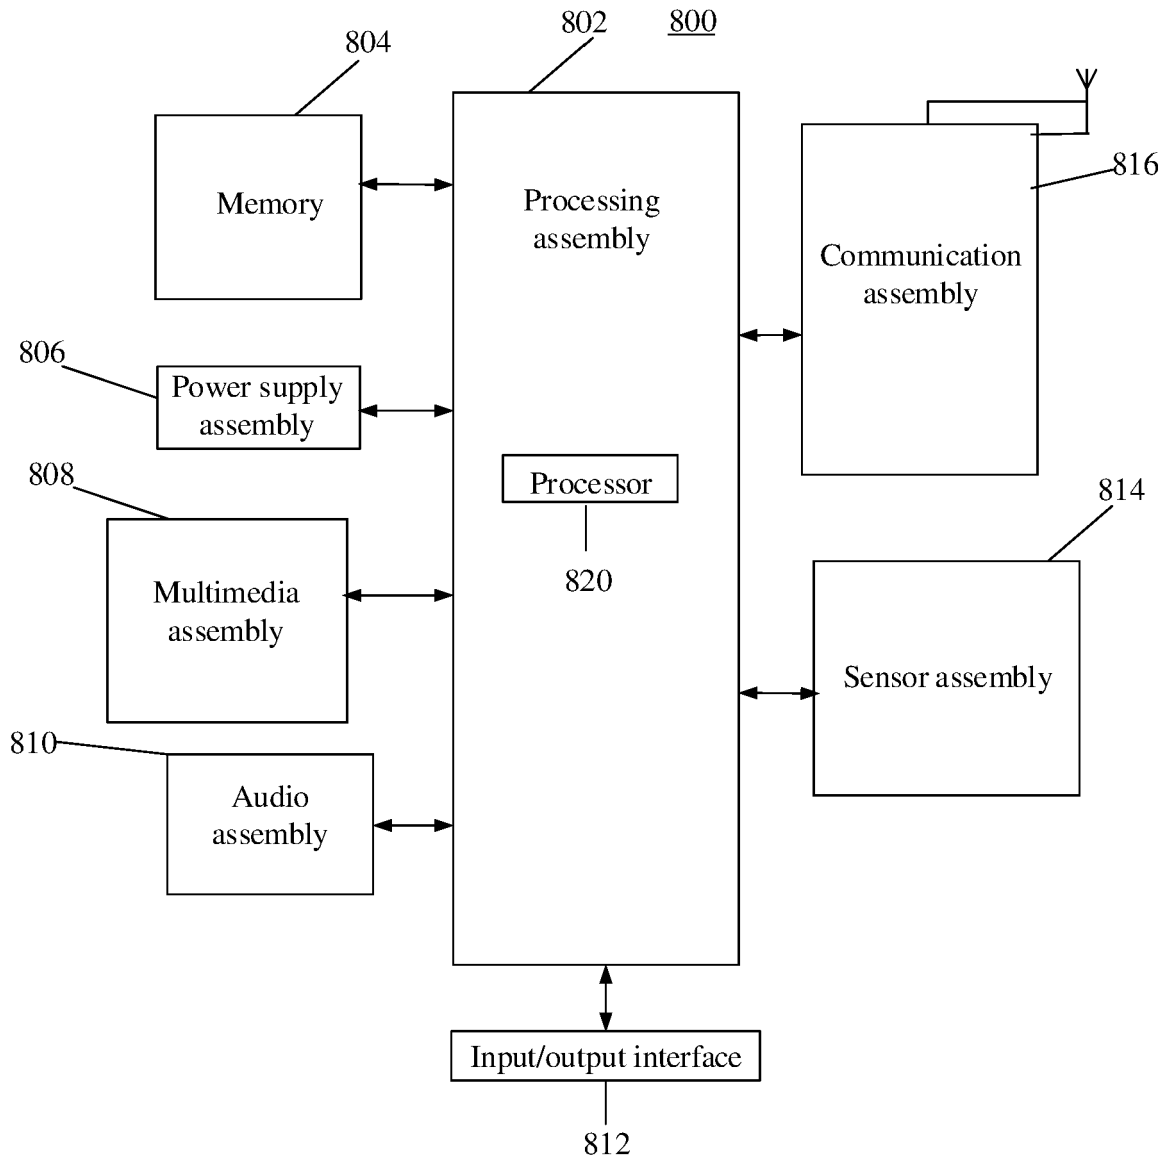 802
800
804
Memory
Processing
assembly
816
Communication
assembly
806
Power supply
assembly
808
Processor
820
814
Multimedia
assembly
Sensor assembly
810
Audio
assembly
Input/output interface
812